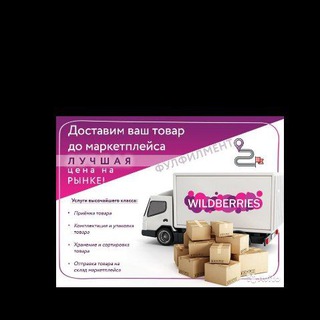 Доставим ваш товар
до маркетплейса
ЛУЧШАЯ
цена на
РЫНКЕ!
ФУЛФИЛМЕНТ
Услуги высочайшего класса:
• Приёмка товара
• Комплектация и упаковка
товара
• Хранение и сортировка
товара
• Отправка товара на
склад маркетплейса
WILDBERRIES
Avito